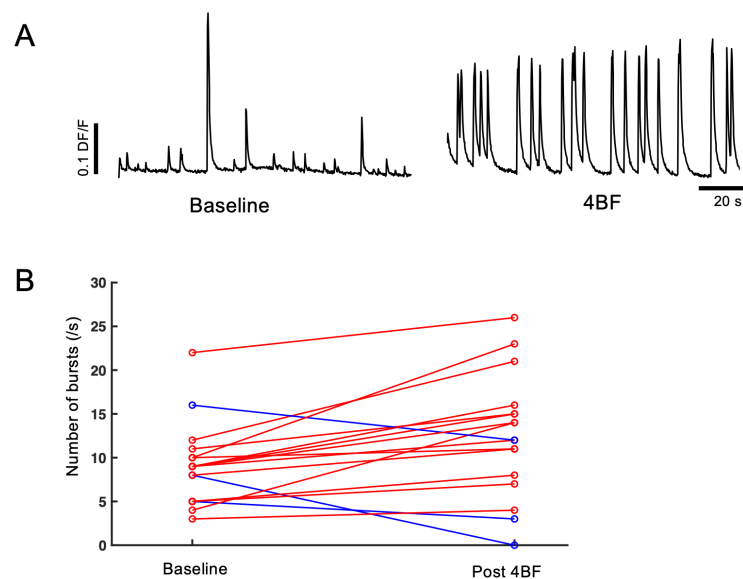 A
0.1 DF/F
Baseline
4BF
20 s
B
Number of bursts (/s)
30
25
20
15
10
5
0
Baseline
Post 4BF